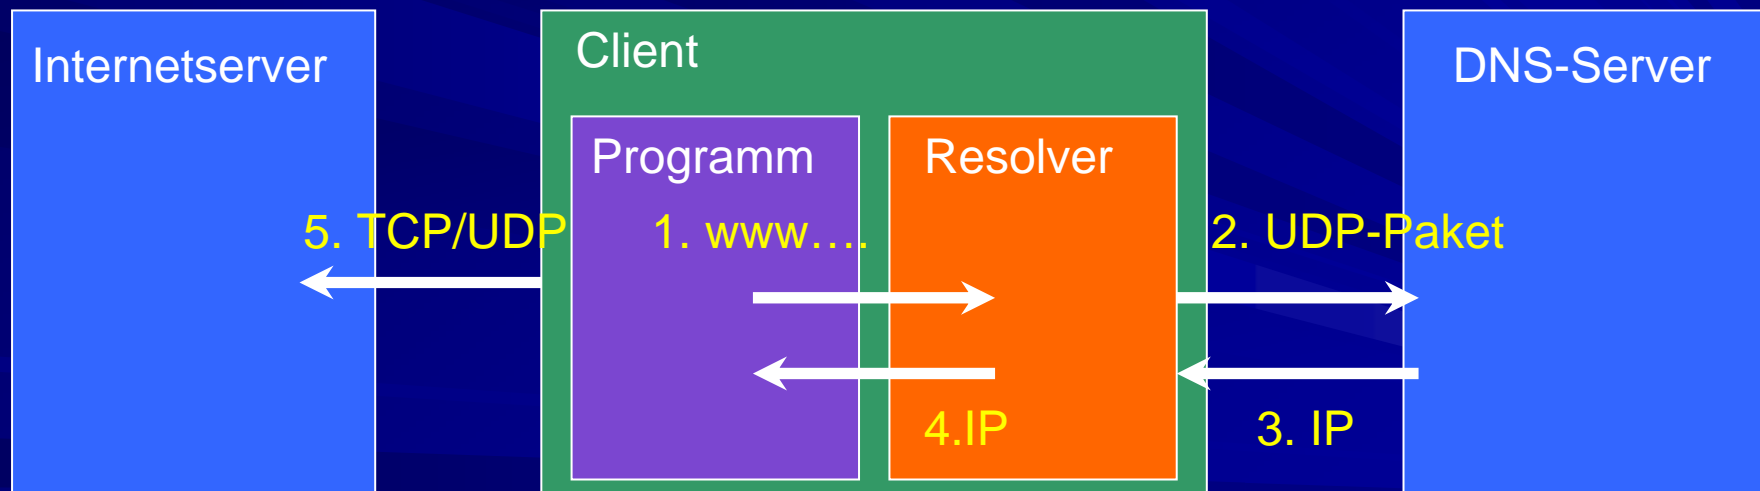 Internetserver
Client
DNS-Server
Programm
Resolver
5. TCP/UDP
1. www….
2. UDP-Paket
4.IP
3. IP